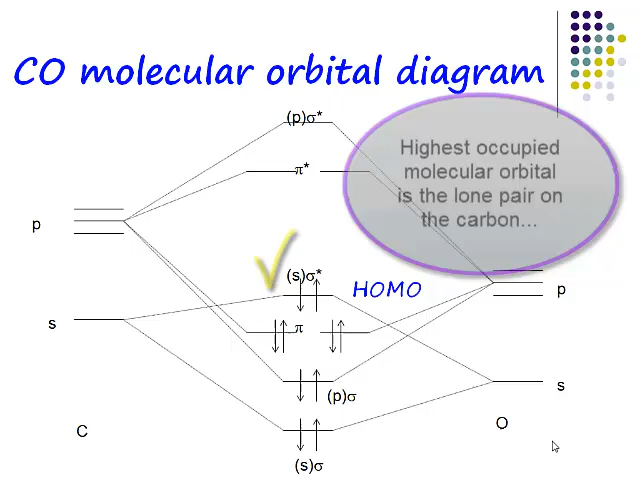 CO molecular orbital diagram
(p)σ*
Highest occupied
molecular orbital
is the lone pair on
the carbon...
π*
p
(s)σ*
HOMO
p
s
π
s
(p)σ
C
O
(s)σ